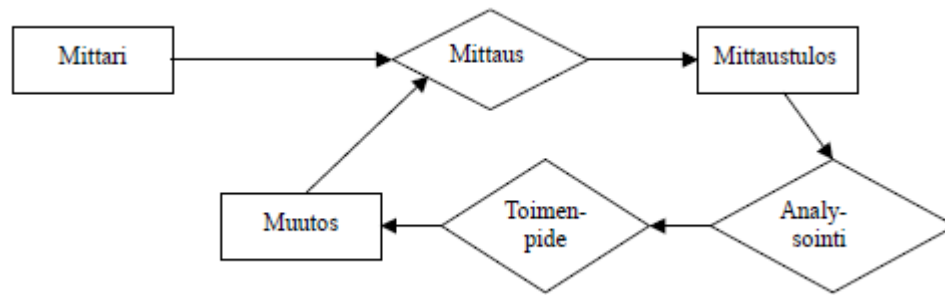 Mittari
Mittaus
Mittaustulos
Muutos
Toimen-
pide
Analy-
sointi